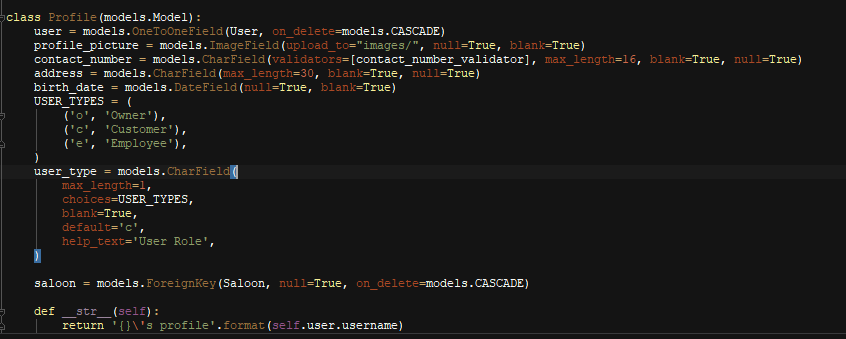 class Profile(models.Model):
    user = models.OneToOneField(User, on_delete=models.CASCADE)
    profile_picture = models.ImageField(upload_to="images/", null=True, blank=True)
    contact_number = models.CharField(validators=[contact_number_validator], max_length=16, blank=True, null=True)
    address = models.CharField(max_length=30, blank=True, null=True)
    birth_date = models.DateField(null=True, blank=True)
    USER_TYPES = (
        ('o', 'Owner'),
        ('c', 'Customer'),
        ('e', 'Employee'),
    )
    user_type = models.CharField(
        max_length=1,
        choices=USER_TYPES,
        blank=True,
        default='c',
        help_text='User Role',
    )
    saloon = models.ForeignKey(Saloon, null=True, on_delete=models.CASCADE)
    def __str__(self):
        return '{}\'s profile'.format(self.user.username)